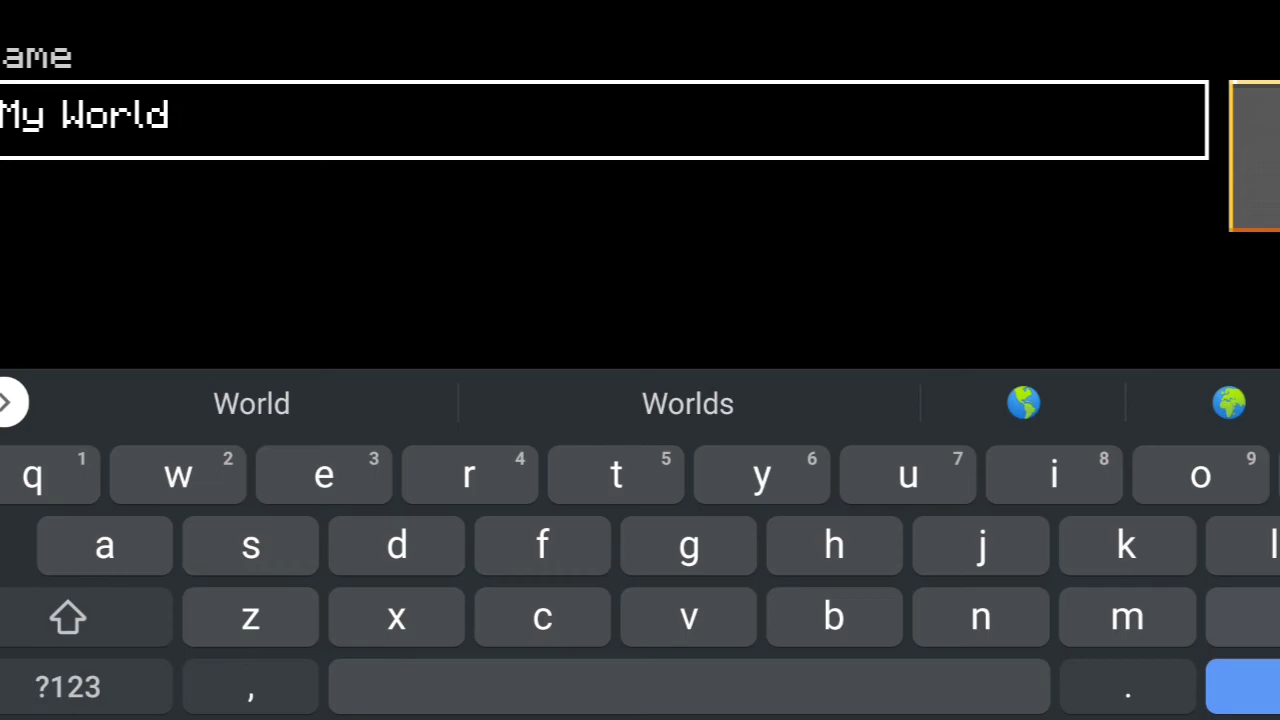 ame
My World
World Worlds
q 1 w 2 e 3 r 4 t 5 y 6 u 7 i 8 o 9
a s d f g h j k l
z x c v b n m
?123 , .